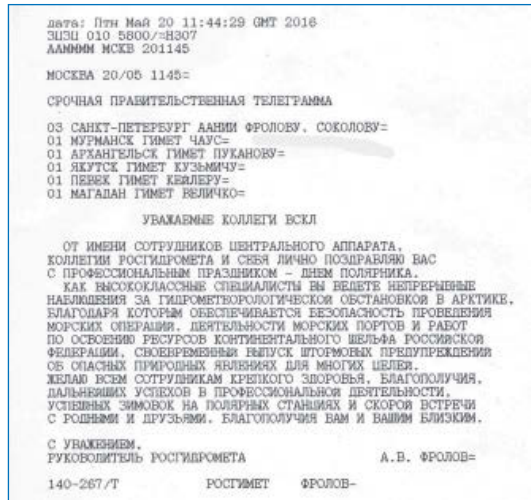 дата: Птн Май 20 11:44:29 GMT 2016
ЗЦЗЦ 010 5800/=Н307
ААММММ МСКВ 201145
МОСКВА 20/05 1145=
СРОЧНАЯ ПРАВИТЕЛЬСТВЕННАЯ ТЕЛЕГРАММА
03 САНКТ-ПЕТЕРБУРГ ААНИИ ФРОЛОВУ, СОКОЛОВУ=
01 МУРМАНСК ГИМЕТ ЧАУС=
01 АРХАНГЕЛЬСК ГИМЕТ ПУКАНОВУ=
01 ЯКУТСК ГИМЕТ КУЗЬМИЧУ=
01 ПЕВЕК ГИМЕТ КЕЙЛЕРУ=
01 МАГАДАН ГИМЕТ ВЕЛИЧКО=
УВАЖАЕМЫЕ КОЛЛЕГИ ВСКЛ
ОТ ИМЕНИ СОТРУДНИКОВ ЦЕНТРАЛЬНОГО АППАРАТА,
КОЛЛЕГИИ РОСГИДРОМЕТА И СЕБЯ ЛИЧНО ПОЗДРАВЛЯЮ ВАС
С ПРОФЕССИОНАЛЬНЫМ ПРАЗДНИКОМ - ДНЕМ ПОЛЯРНИКА.
КАК ВЫСОКОКЛАССНЫЕ СПЕЦИАЛИСТЫ ВЫ ВЕДЕТЕ НЕПРЕРЫВНЫЕ
НАБЛЮДЕНИЯ ЗА ГИДРОМЕТЕОРОЛОГИЧЕСКОЙ ОБСТАНОВКОЙ В АРКТИКЕ,
БЛАГОДАРЯ КОТОРЫМ ОБЕСПЕЧИВАЕТСЯ БЕЗОПАСНОСТЬ ПРОВЕДЕНИЯ
МОРСКИХ ОПЕРАЦИЙ, ДЕЯТЕЛЬНОСТИ МОРСКИХ ПОРТОВ И РАБОТ
ПО ОСВОЕНИЮ РЕСУРСОВ КОНТИНЕНТАЛЬНОГО ШЕЛЬФА РОССИЙСКОЙ
ФЕДЕРАЦИИ, СВОЕВРЕМЕННЫЙ ВЫПУСК ШТОРМОВЫХ ПРЕДУПРЕЖДЕНИЙ
ОБ ОПАСНЫХ ПРИРОДНЫХ ЯВЛЕНИЯХ ДЛЯ МНОГИХ ЦЕЛЕЙ.
ЖЕЛАЮ ВСЕМ СОТРУДНИКАМ КРЕПКОГО ЗДОРОВЬЯ, БЛАГОПОЛУЧИЯ,
ДАЛЬНЕЙШИХ УСПЕХОВ В ПРОФЕССИОНАЛЬНОЙ ДЕЯТЕЛЬНОСТИ,
УСПЕШНЫХ ЗИМОВОК НА ПОЛЯРНЫХ СТАНЦИЯХ И СКОРОЙ ВСТРЕЧИ
С РОДНЫМИ И ДРУЗЬЯМИ. БЛАГОПОЛУЧИЯ ВАМ И ВАШИМ БЛИЗКИМ.
С УВАЖЕНИЕМ,
РУКОВОДИТЕЛЬ РОСГИДРОМЕТА А.В. ФРОЛОВ=
140-267/Т РОСГИМЕТ ФРОЛОВ-